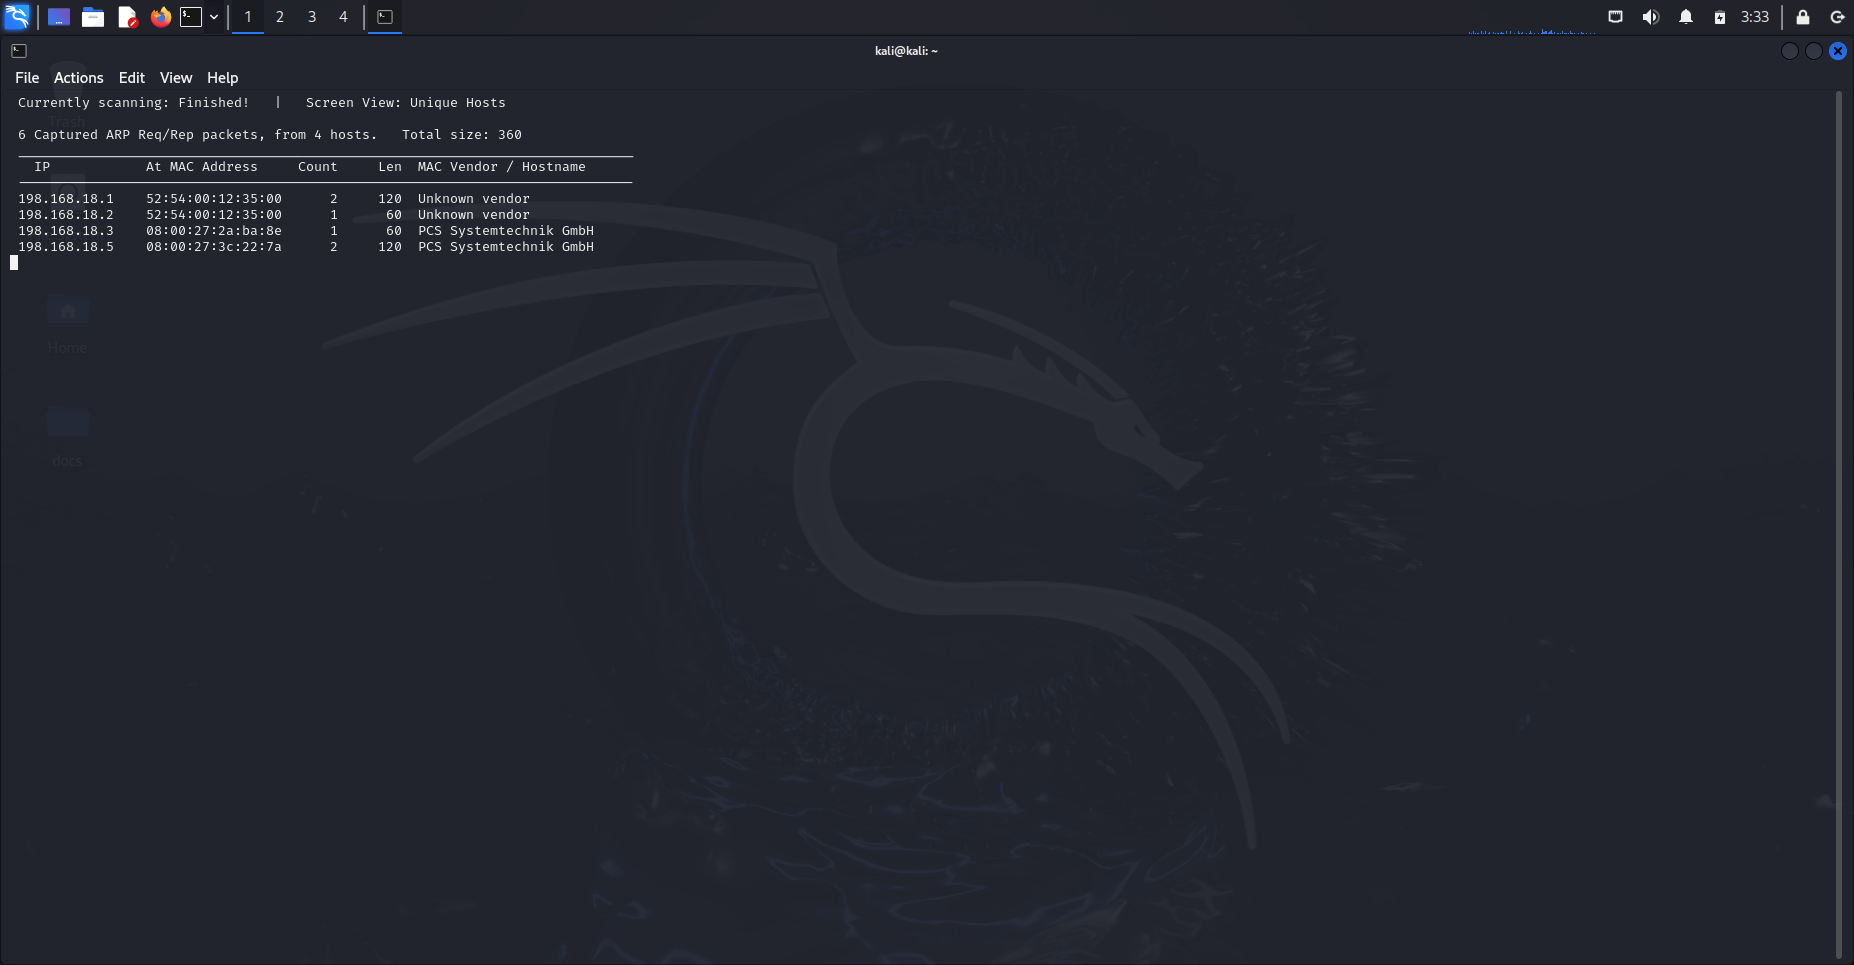 1 2 3 4 3:33
kali@kali: ~
File Actions Edit View Help
Currently scanning: Finished! | Screen View: Unique Hosts
Trash
6 Captured ARP Req/Rep packets, from 4 hosts. Total size: 360
IP At MAC Address Count Len MAC Vendor / Hostname
198.168.18.1 52:54:00:12:35:00 2 120 Unknown vendor
198.168.18.2 52:54:00:12:35:00 1 60 Unknown vendor
198.168.18.3 08:00:27:2a:ba:8e 1 60 PCS Systemtechnik GmbH
198.168.18.5 08:00:27:3c:22:7a 2 120 PCS Systemtechnik GmbH
Home
docs